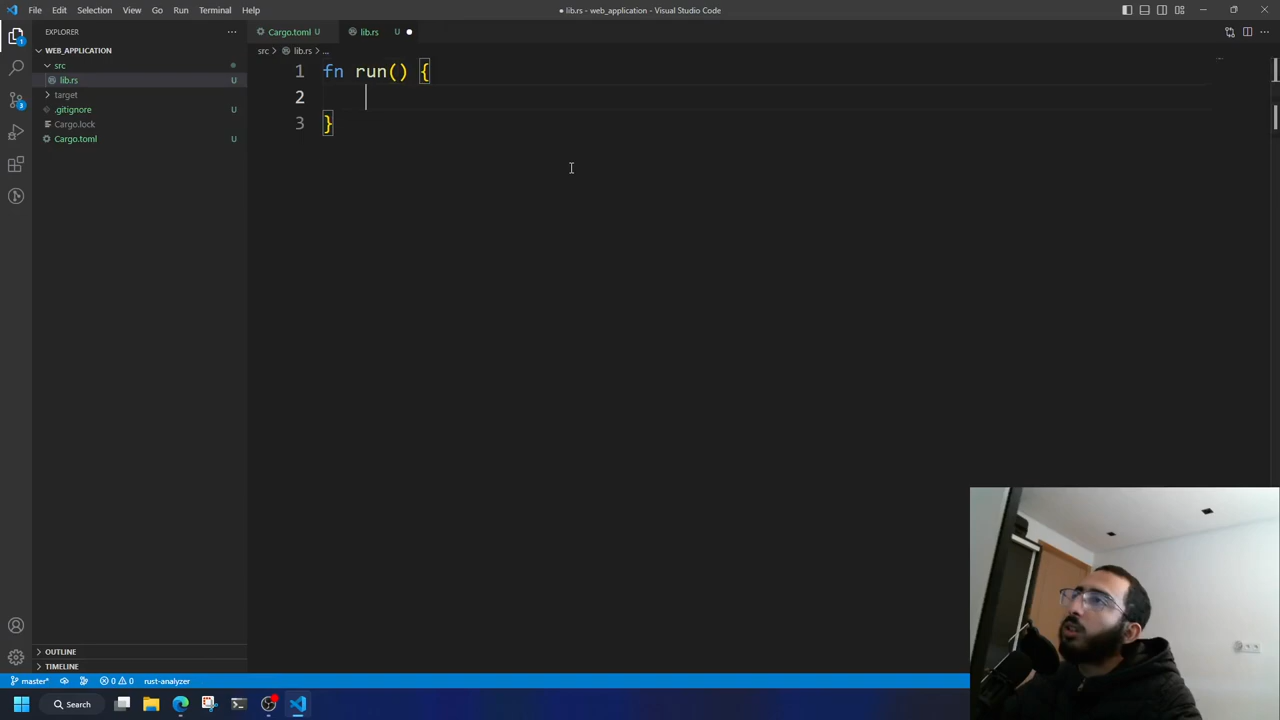 File Edit Selection View Go Run Terminal Help
● lib.rs - web_application - Visual Studio Code
EXPLORER
WEB_APPLICATION
src
lib.rs U
target
.gitignore U
Cargo.lock
Cargo.toml U
Cargo.toml U
lib.rs U
src > lib.rs > ...
1 fn run() {
2
3 }
OUTLINE
TIMELINE
1
3
master* 0 0 rust-analyzer
Search